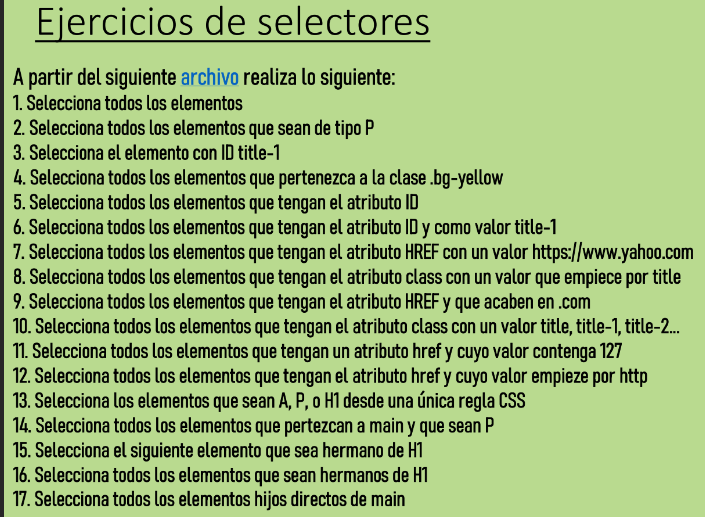 Ejercicios de selectores
A partir del siguiente archivo realiza lo siguiente:
1. Selecciona todos los elementos
2. Selecciona todos los elementos que sean de tipo P
3. Selecciona el elemento con ID title-1
4. Selecciona todos los elementos que pertenezca a la clase .bg-yellow
5. Selecciona todos los elementos que tengan el atributo ID
6. Selecciona todos los elementos que tengan el atributo ID y como valor title-1
7. Selecciona todos los elementos que tengan el atributo HREF con un valor https://www.yahoo.com
8. Selecciona todos los elementos que tengan el atributo class con un valor que empiece por title
9. Selecciona todos los elementos que tengan el atributo HREF y que acaben en .com
10. Selecciona todos los elementos que tengan el atributo class con un valor title, title-1, title-2...
11. Selecciona todos los elementos que tengan un atributo href y cuyo valor contenga 127
12. Selecciona todos los elementos que tengan el atributo href y cuyo valor empieze por http
13. Selecciona los elementos que sean A, P, o H1 desde una única regla CSS
14. Selecciona todos los elementos que pertezcan a main y que sean P
15. Selecciona el siguiente elemento que sea hermano de H1
16. Selecciona todos los elementos que sean hermanos de H1
17. Selecciona todos los elementos hijos directos de main